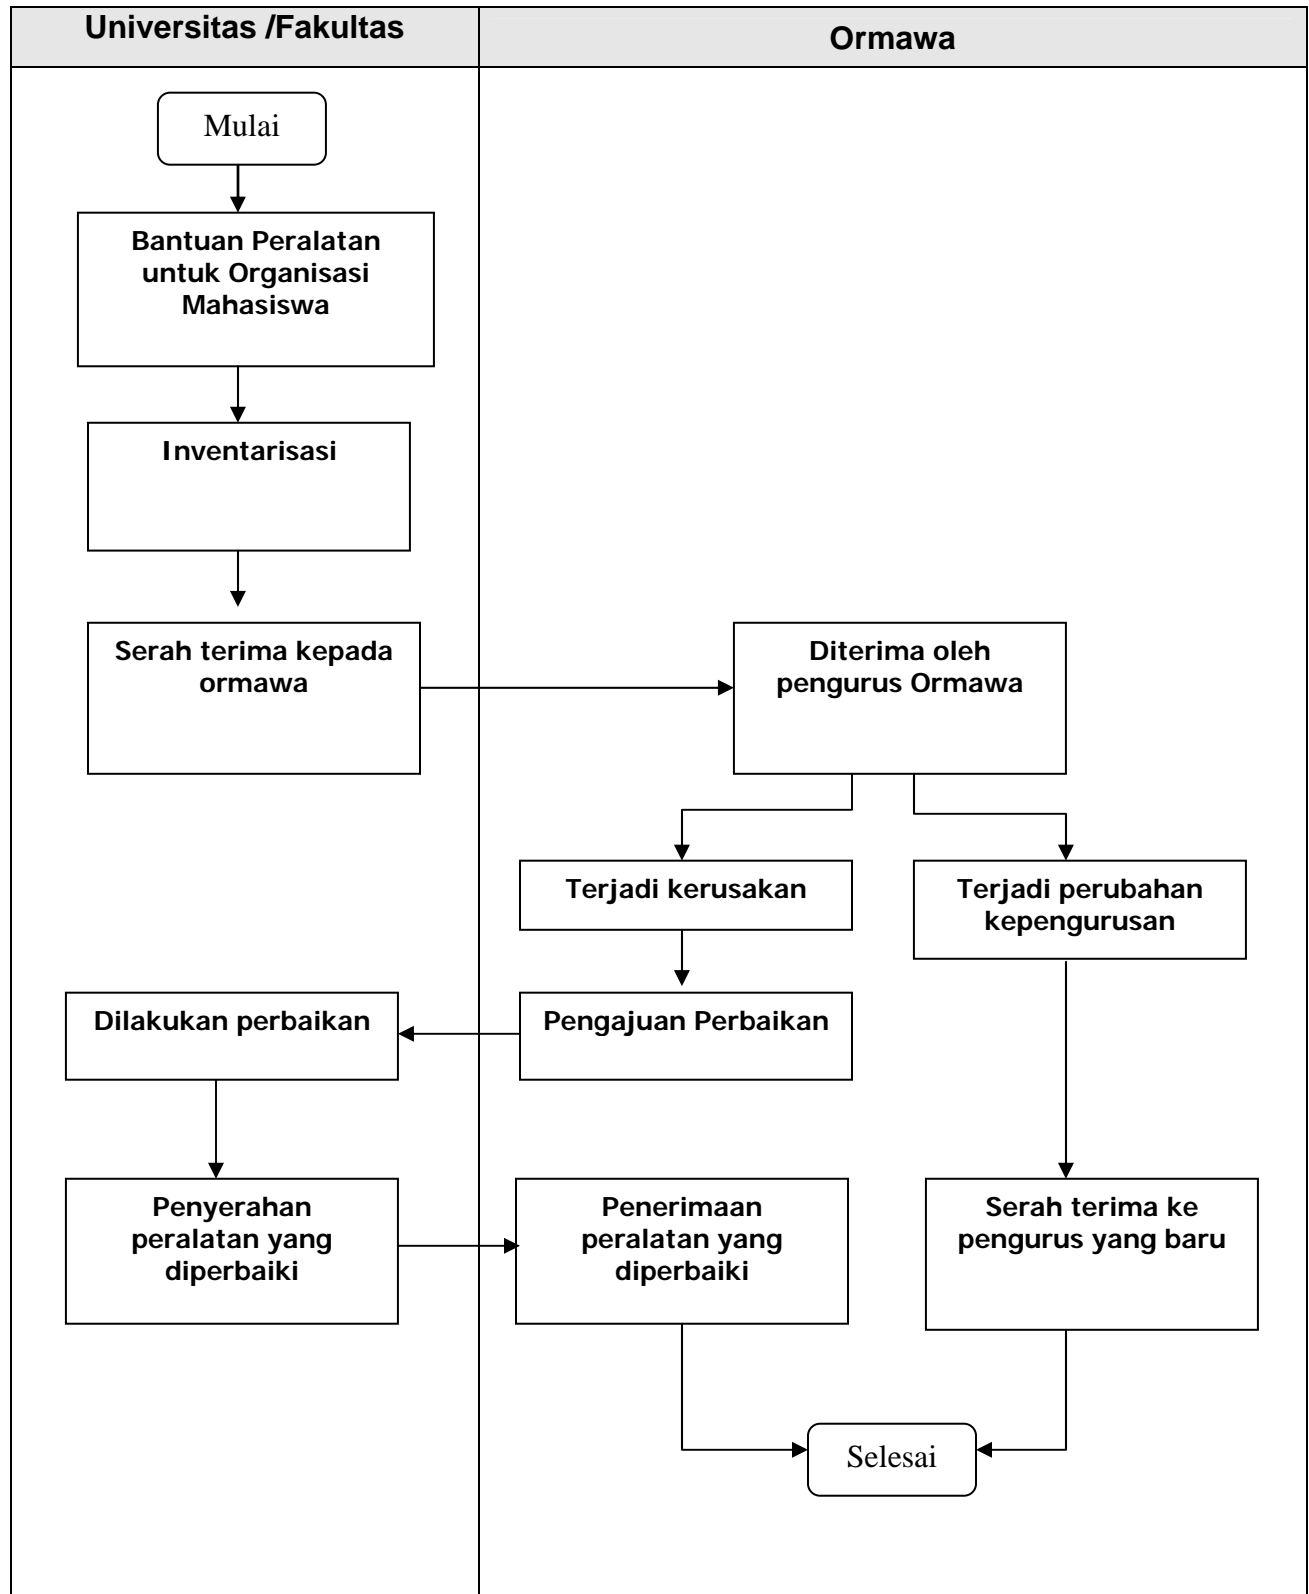 Universitas /Fakultas
Ormawa
Mulai
Bantuan Peralatan
untuk Organisasi
Mahasiswa
Inventarisasi
Serah terima kepada
ormawa
Diterima oleh
pengurus Ormawa
Terjadi kerusakan
Terjadi perubahan
kepengurusan
Dilakukan perbaikan
Pengajuan Perbaikan
Penyerahan
peralatan yang
diperbaiki
Penerimaan
peralatan yang
diperbaiki
Serah terima ke
pengurus yang baru
Selesai